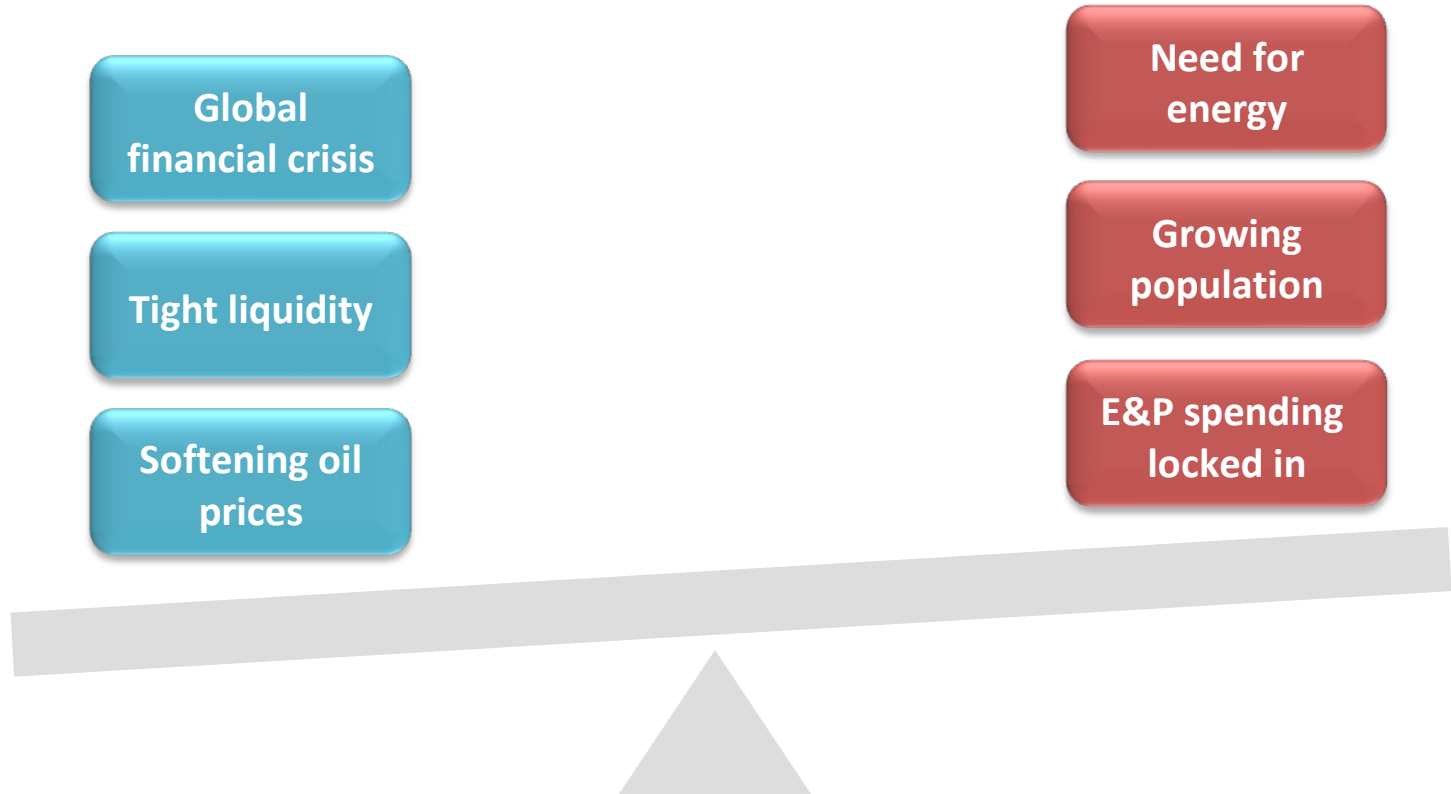 Global
financial crisis
Tight liquidity
Softening oil
prices
Need for
energy
Growing
population
E&P spending
locked in